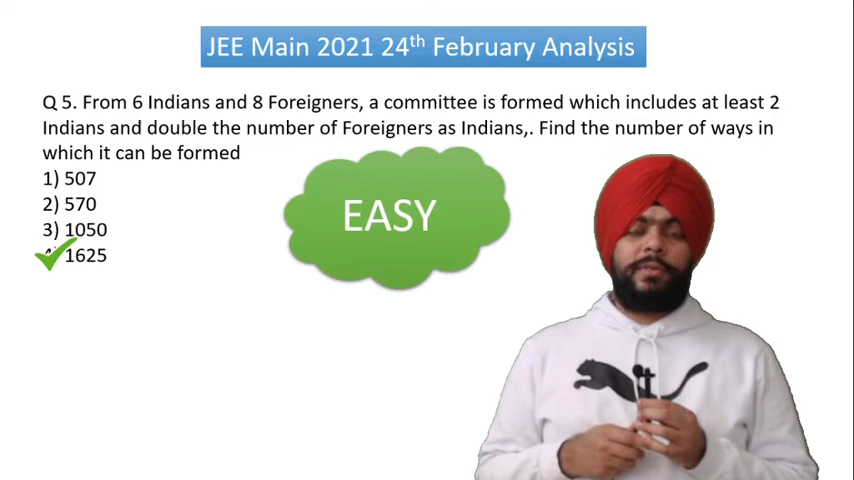 JEE Main 2021 24th February Analysis
Q 5. From 6 Indians and 8 Foreigners, a committee is formed which includes at least 2
Indians and double the number of Foreigners as Indians,. Find the number of ways in
which it can be formed
1) 507
2) 570
3) 1050
1625
EASY